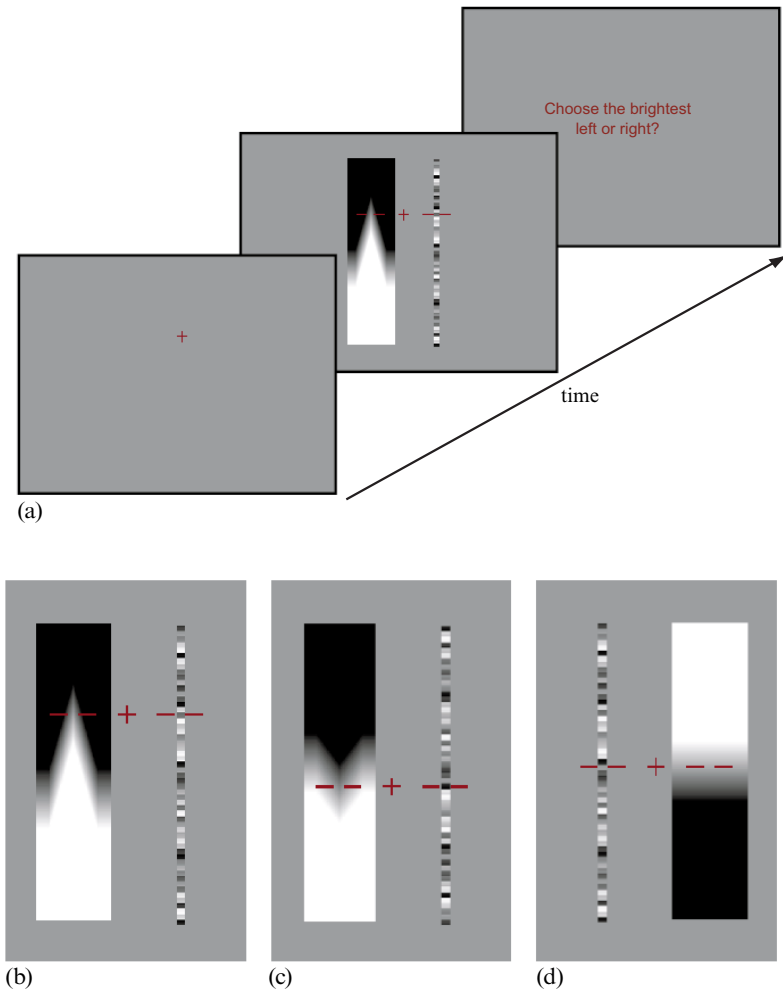 Choose the brightest
left or right?
time
(a)
(b)
(c)
(d)